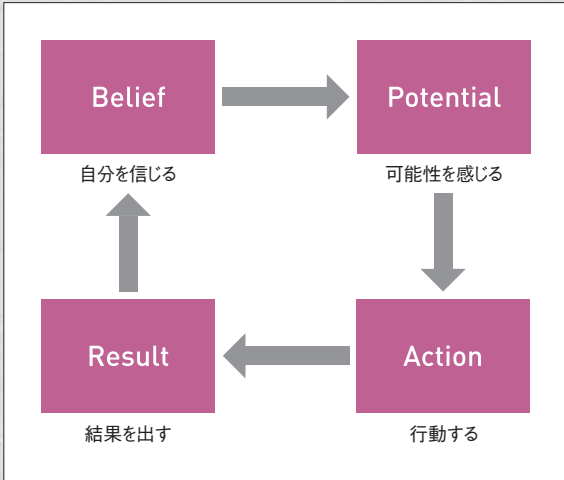 Belief
自分を信じる
Potential
可能性を感じる
Action
行動する
Result
結果を出す